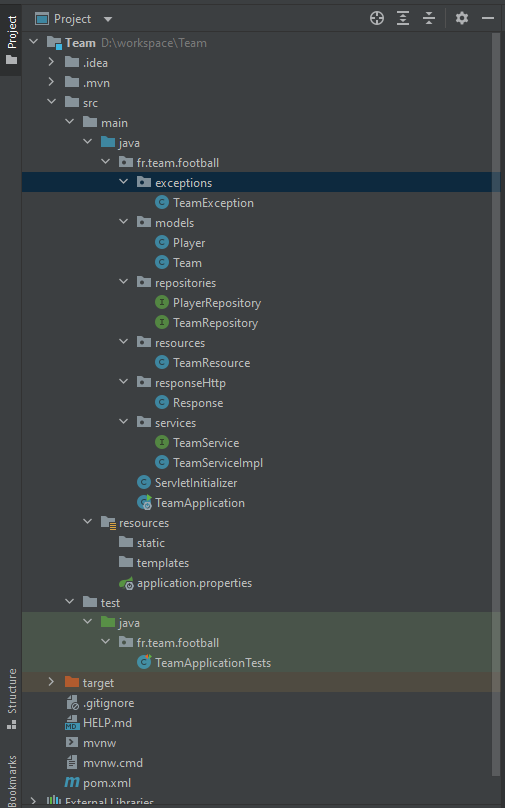 Project
Project
Team D:\workspace\Team
.idea
.mvn
src
main
java
fr.team.football
exceptions
C TeamException
models
C Player
C Team
repositories
I PlayerRepository
I TeamRepository
resources
C TeamResource
responseHttp
C Response
services
I TeamService
C TeamServiceImpl
C ServletInitializer
C TeamApplication
resources
static
templates
application.properties
test
java
fr.team.football
C TeamApplicationTests
target
.gitignore
MD HELP.md
mvnw
mvnw.cmd
m pom.xml
External Libraries
Structure
Bookmarks